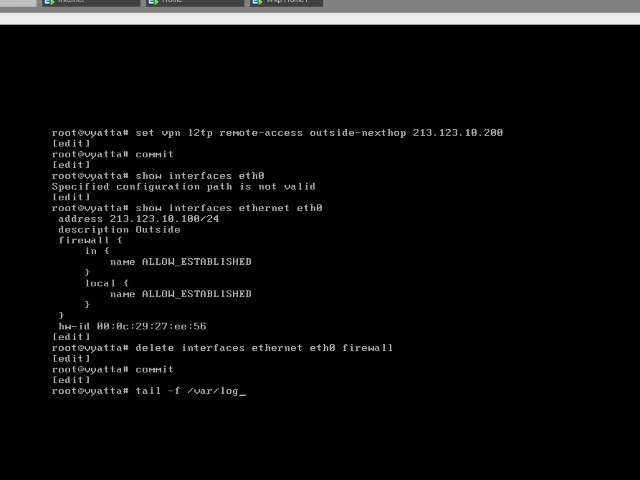 Home
root@vyatta# set vpn l2tp remote-access outside-nexthop 213.123.10.200
[edit]
root@vyatta# commit
[edit]
root@vyatta# show interfaces eth0
Specified configuration path is not valid
[edit]
root@vyatta# show interfaces ethernet eth0
address 213.123.10.100/24
description Outside
firewall {
in {
name ALLOW_ESTABLISHED
}
local {
name ALLOW_ESTABLISHED
}
}
hw-id 00:0c:29:27:ee:56
[edit]
root@vyatta# delete interfaces ethernet eth0 firewall
[edit]
root@vyatta# commit
[edit]
root@vyatta# tail -f /var/log_